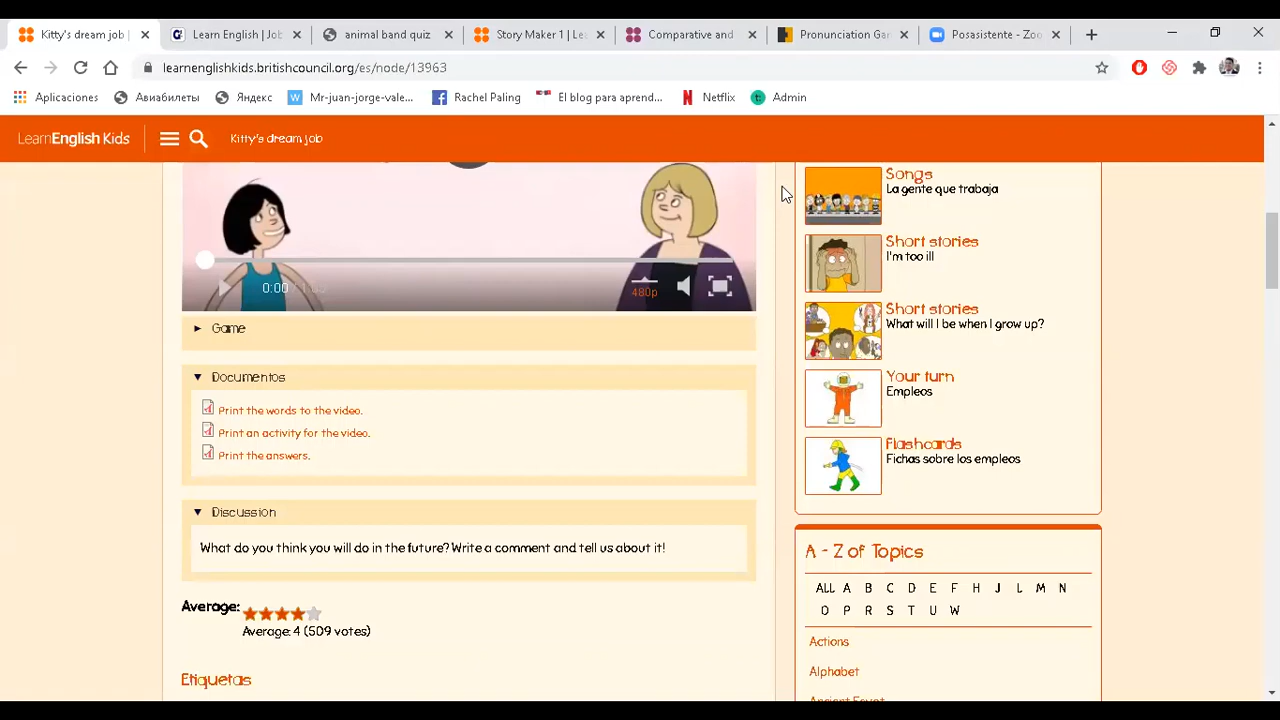 Kitty's dream job |
Learn English | Job
animal band quiz
Story Maker 1 | Lea
Comparative and
Pronunciation Gam
Posasistente - Zoo
learnenglishkids.britishcouncil.org/es/node/13963
Aplicaciones
Авиабилеты
Яндекс
Mr-juan-jorge-vale...
Rachel Paling
El blog para aprend...
Netflix
Admin
LearnEnglish Kids
Kitty's dream job
Songs
La gente que trabaja
Short stories
I'm too ill
480p
0:00 /
Short stories
What will I be when I grow up?
Game
Your turn
Empleos
Documentos
Print the words to the video.
Print an activity for the video.
Print the answers.
Flashcards
Fichas sobre los empleos
Discussion
What do you think you will do in the future? Write a comment and tell us about it!
A - Z of Topics
ALL A B C D E F H J L M N
O P R S T U W
Average:
Average: 4 (509 votes)
Actions
Alphabet
Etiquetas
Ancient Egypt